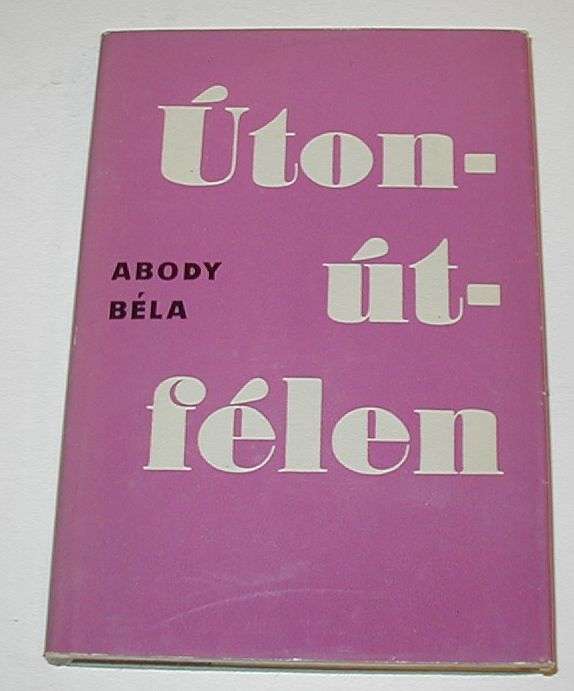 Úton-
ABODY
BÉLA
út-
félen